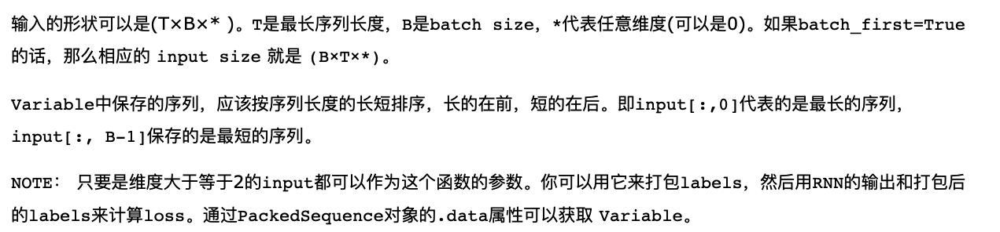 输入的形状可以是(T×B×* )。T是最长序列长度，B是batch size，*代表任意维度(可以是0)。如果batch_first=True
的话，那么相应的 input size 就是 (B×T×*)。
Variable中保存的序列，应该按序列长度的长短排序，长的在前，短的在后。即input[:,0]代表的是最长的序列，
input[:, B-1]保存的是最短的序列。
NOTE： 只要是维度大于等于2的input都可以作为这个函数的参数。你可以用它来打包labels，然后用RNN的输出和打包后
的labels来计算loss。通过PackedSequence对象的.data属性可以获取 Variable。